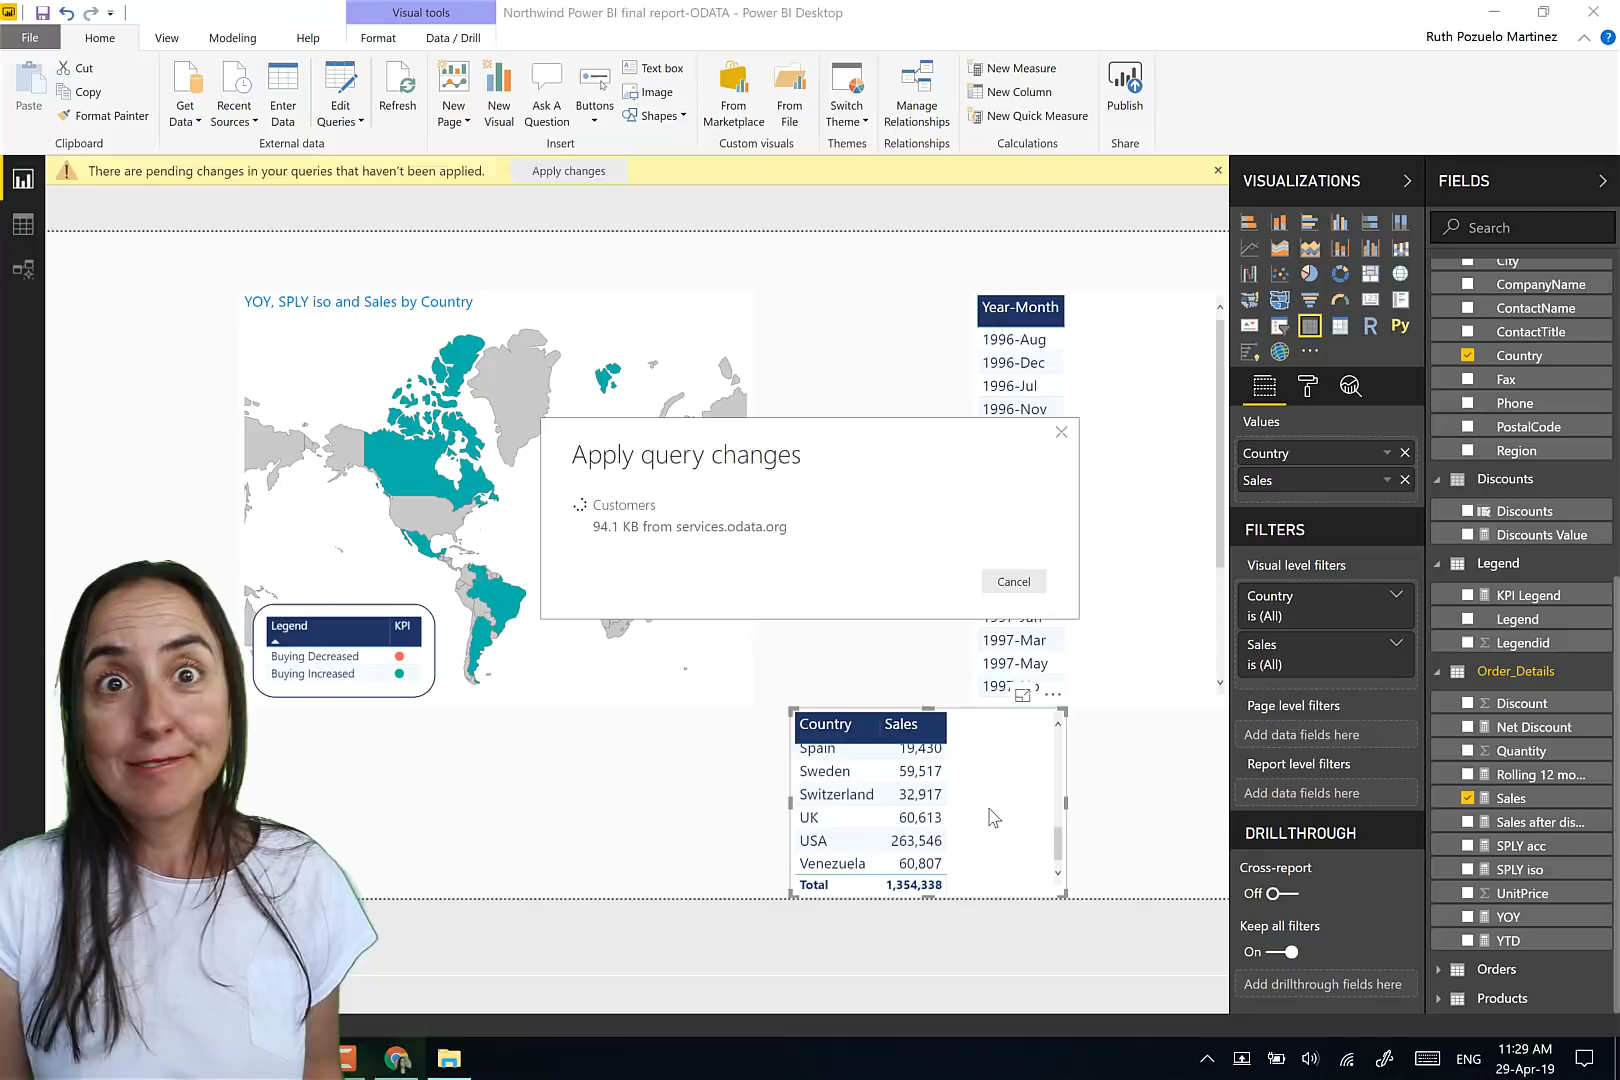 Visual tools
Northwind Power BI final report-ODATA - Power BI Desktop
File
Home
View
Modeling
Help
Format
Data / Drill
Ruth Pozuelo Martinez
Paste
Cut
Copy
Format Painter
Clipboard
Get Data
Recent Sources
Enter Data
Edit Queries
Refresh
External data
New Page
New Visual
Ask A Question
Buttons
Text box
Image
Shapes
Insert
From Marketplace
From File
Custom visuals
Switch Theme
Themes
Manage Relationships
Relationships
New Measure
New Column
New Quick Measure
Calculations
Publish
Share
There are pending changes in your queries that haven't been applied.
Apply changes
YOY, SPLY iso and Sales by Country
Legend KPI
Buying Decreased
Buying Increased
Year-Month
1996-Aug
1996-Dec
1996-Jul
1996-Nov
1997-Jun
1997-Mar
1997-May
Apply query changes
Customers
94.1 KB from services.odata.org
Cancel
Country Sales
Spain 19,430
Sweden 59,517
Switzerland 32,917
UK 60,613
USA 263,546
Venezuela 60,807
Total 1,354,338
VISUALIZATIONS
R
Py
Values
Country
Sales
FILTERS
Visual level filters
Country
is (All)
Sales
is (All)
Page level filters
Add data fields here
Report level filters
Add data fields here
DRILLTHROUGH
Cross-report
Off
Keep all filters
On
Add drillthrough fields here
FIELDS
Search
City
CompanyName
ContactName
ContactTitle
Country
Fax
Phone
PostalCode
Region
Discounts
Discounts
Discounts Value
Legend
KPI Legend
Legend
Legendid
Order_Details
Discount
Net Discount
Quantity
Rolling 12 mo...
Sales
Sales after dis...
SPLY acc
SPLY iso
UnitPrice
YOY
YTD
Orders
Products
ENG
11:29 AM
29-Apr-19